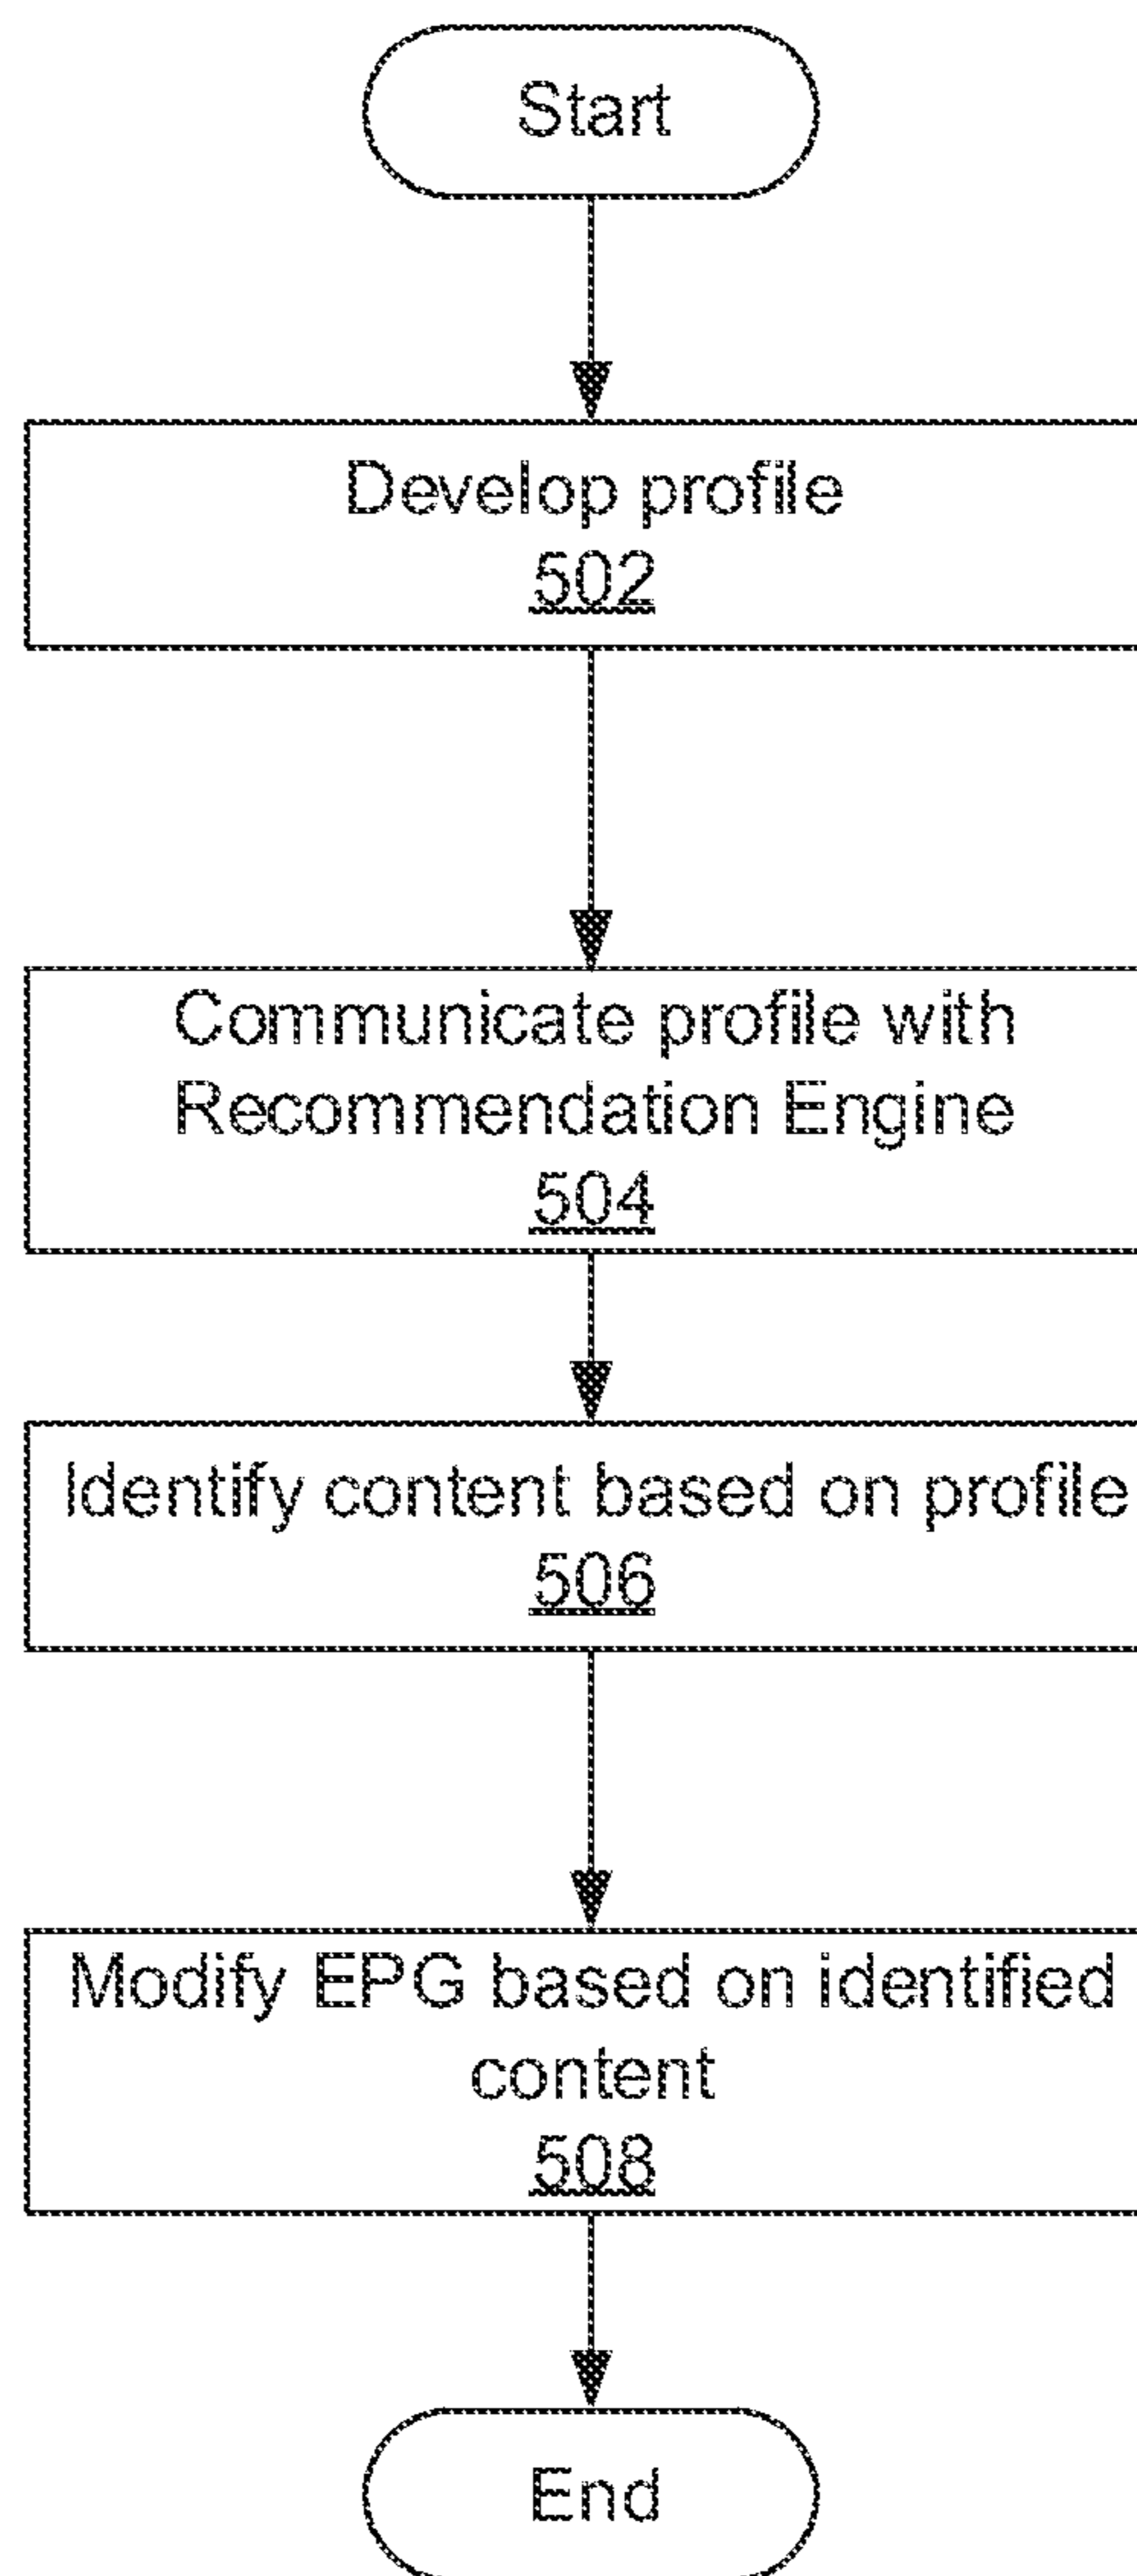 Start
Develop profile
502
Communicate profile with
Recommendation Engine
504
Identify content based on profile
506
Modify EPG based on identified
content
508
End